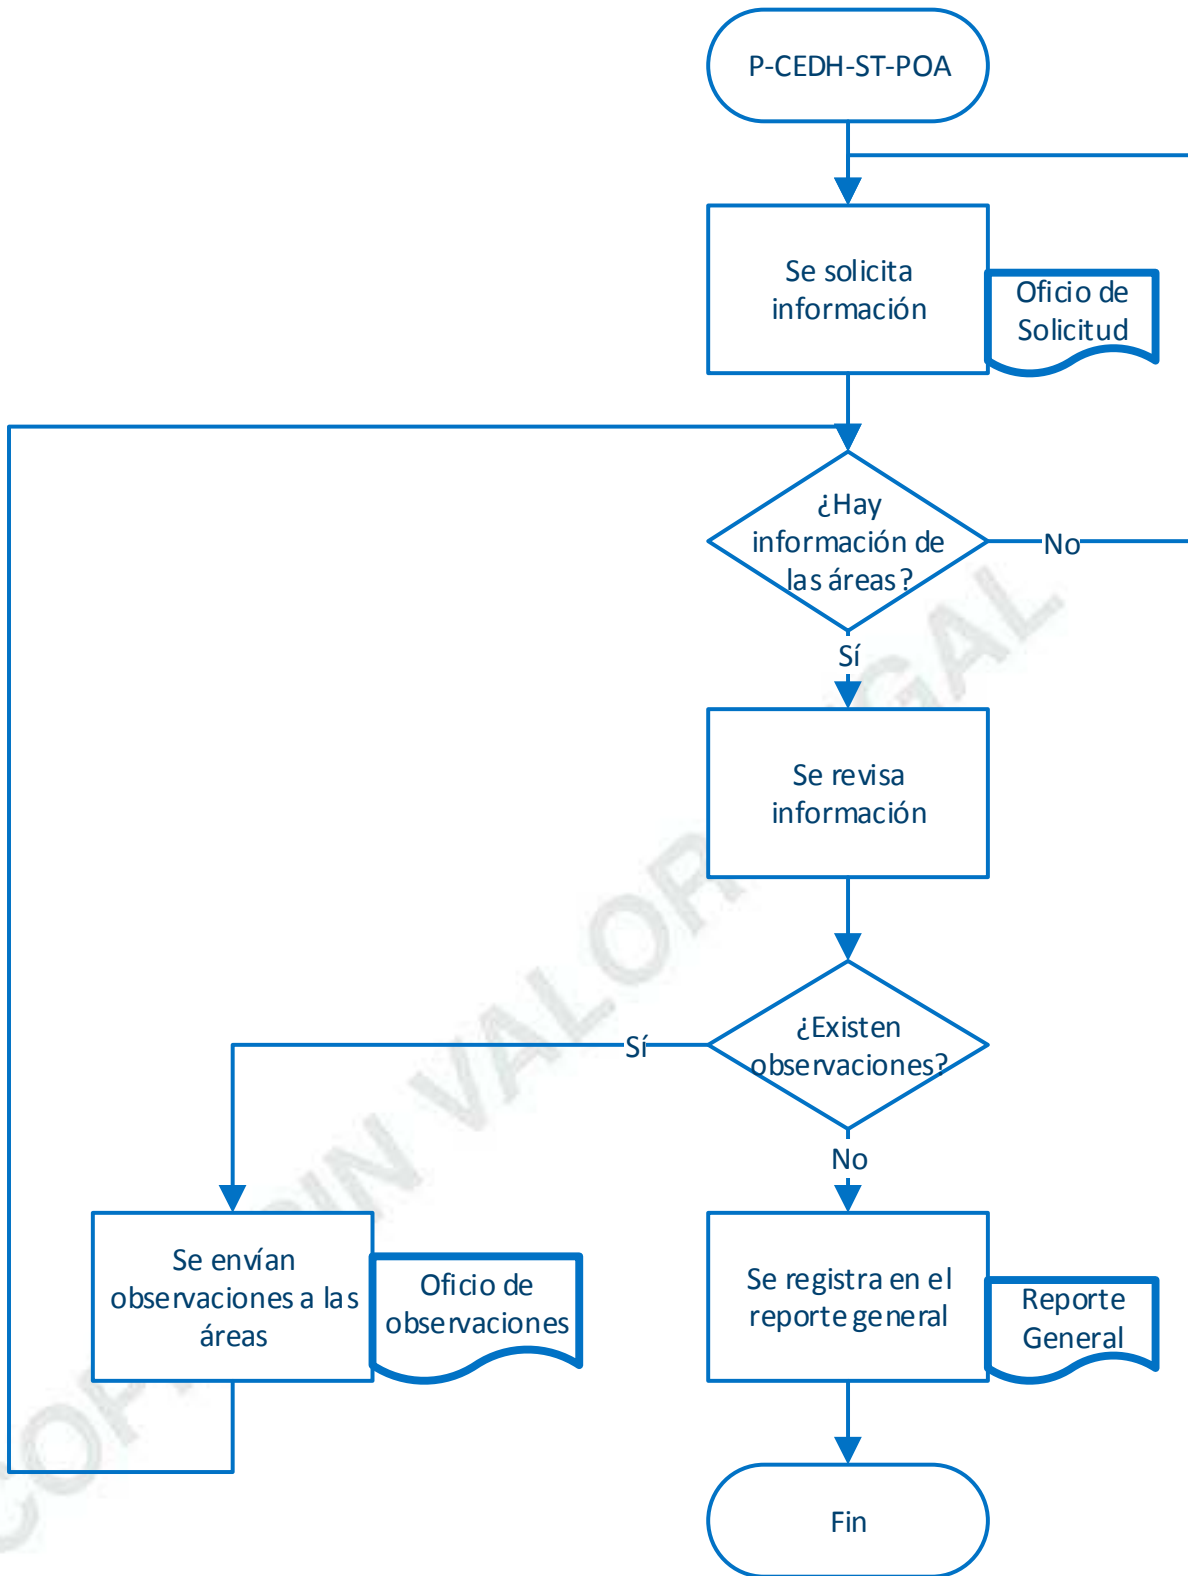 P-CEDH-ST-POA
Se solicita
información
Oficio de
Solicitud
¿Hay
información de
las áreas?
No
Sí
Se revisa
información
¿Existen
observaciones?
Sí
No
Se envían
observaciones a las
áreas
Oficio de
observaciones
Se registra en el
reporte general
Reporte
General
Fin